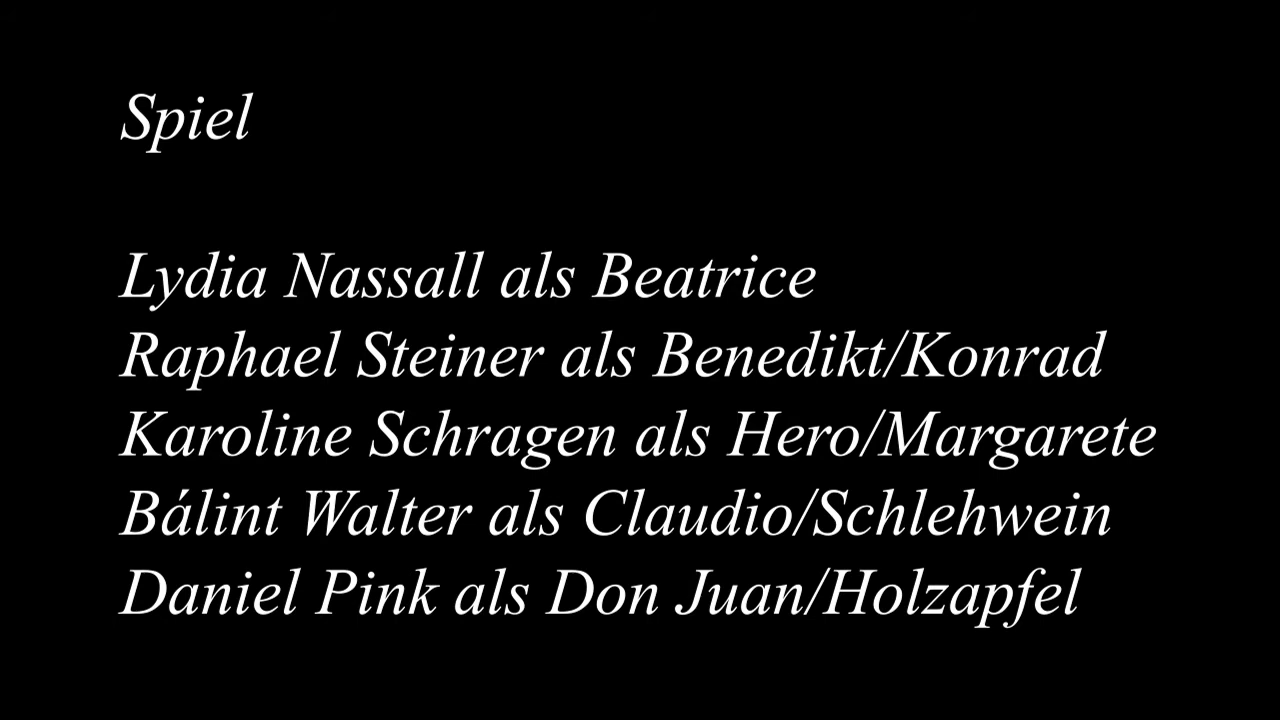 Spiel
Lydia Nassall als Beatrice
Raphael Steiner als Benedikt/Konrad
Karoline Schragen als Hero/Margarete
Bálint Walter als Claudio/Schlehwein
Daniel Pink als Don Juan/Holzapfel